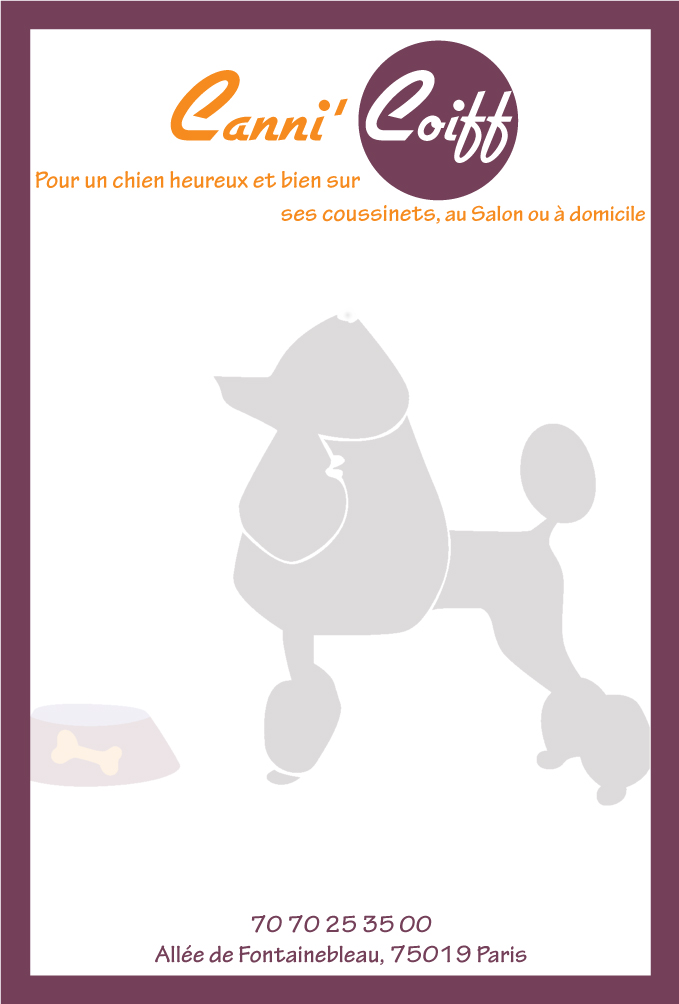 Canni' Coiff
Pour un chien heureux et bien sur
ses coussinets, au Salon ou à domicile
70 70 25 35 00
Allée de Fontainebleau, 75019 Paris